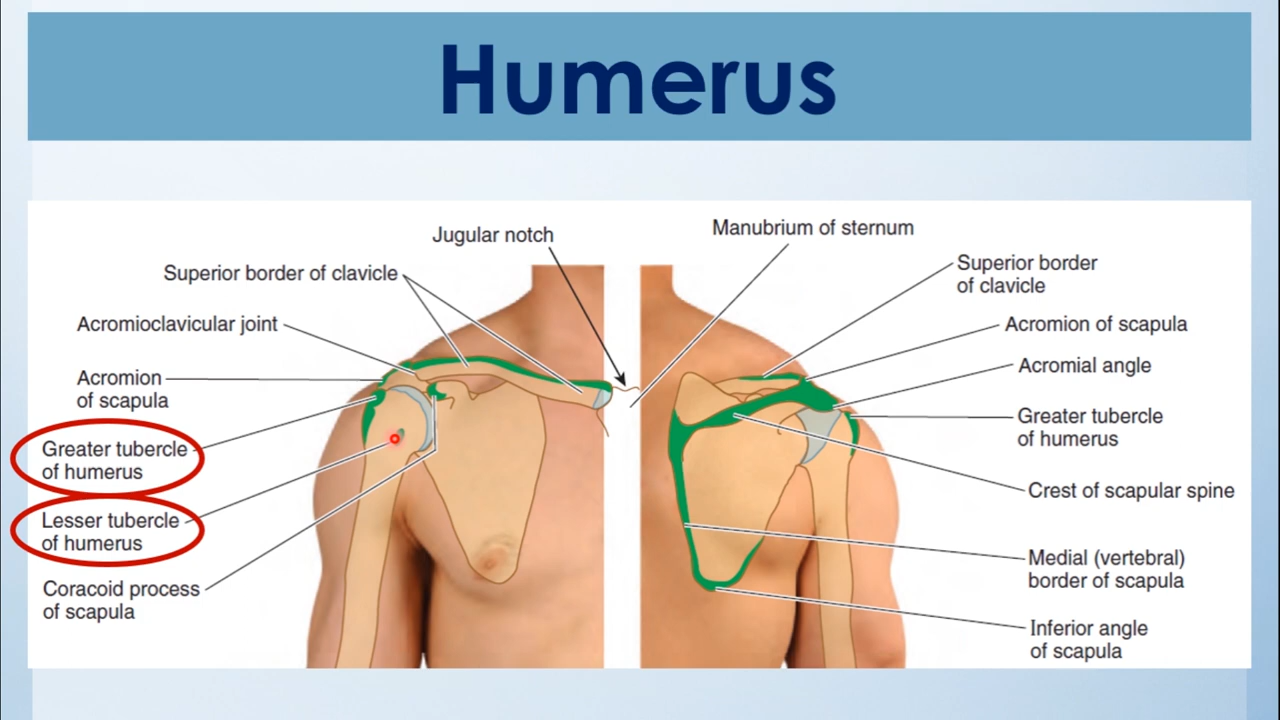 Humerus
Jugular notch
Superior border of clavicle
Acromioclavicular joint
Acromion
of scapula
Greater tubercle
of humerus
Lesser tubercle
of humerus
Coracoid process
of scapula
Manubrium of sternum
Superior border
of clavicle
Acromion of scapula
Acromial angle
Greater tubercle
of humerus
Crest of scapular spine
Medial (vertebral)
border of scapula
Inferior angle
of scapula